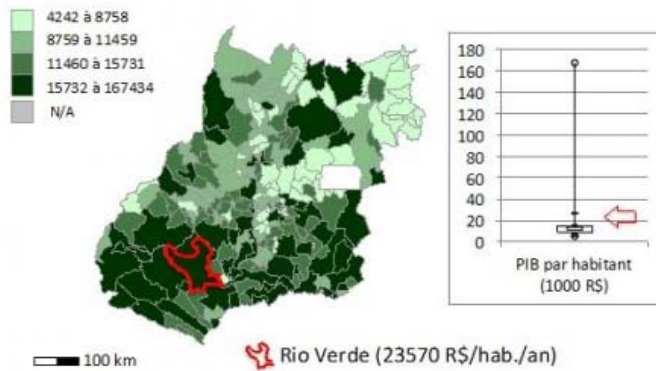 4242 à 8758
8759 à 11459
11460 à 15731
15732 à 167434
N/A
180
160
140
120
100
80
60
40
20
0
PIB par habitant
(1000 R$)
100 km
Rio Verde (23570 R$/hab./an)